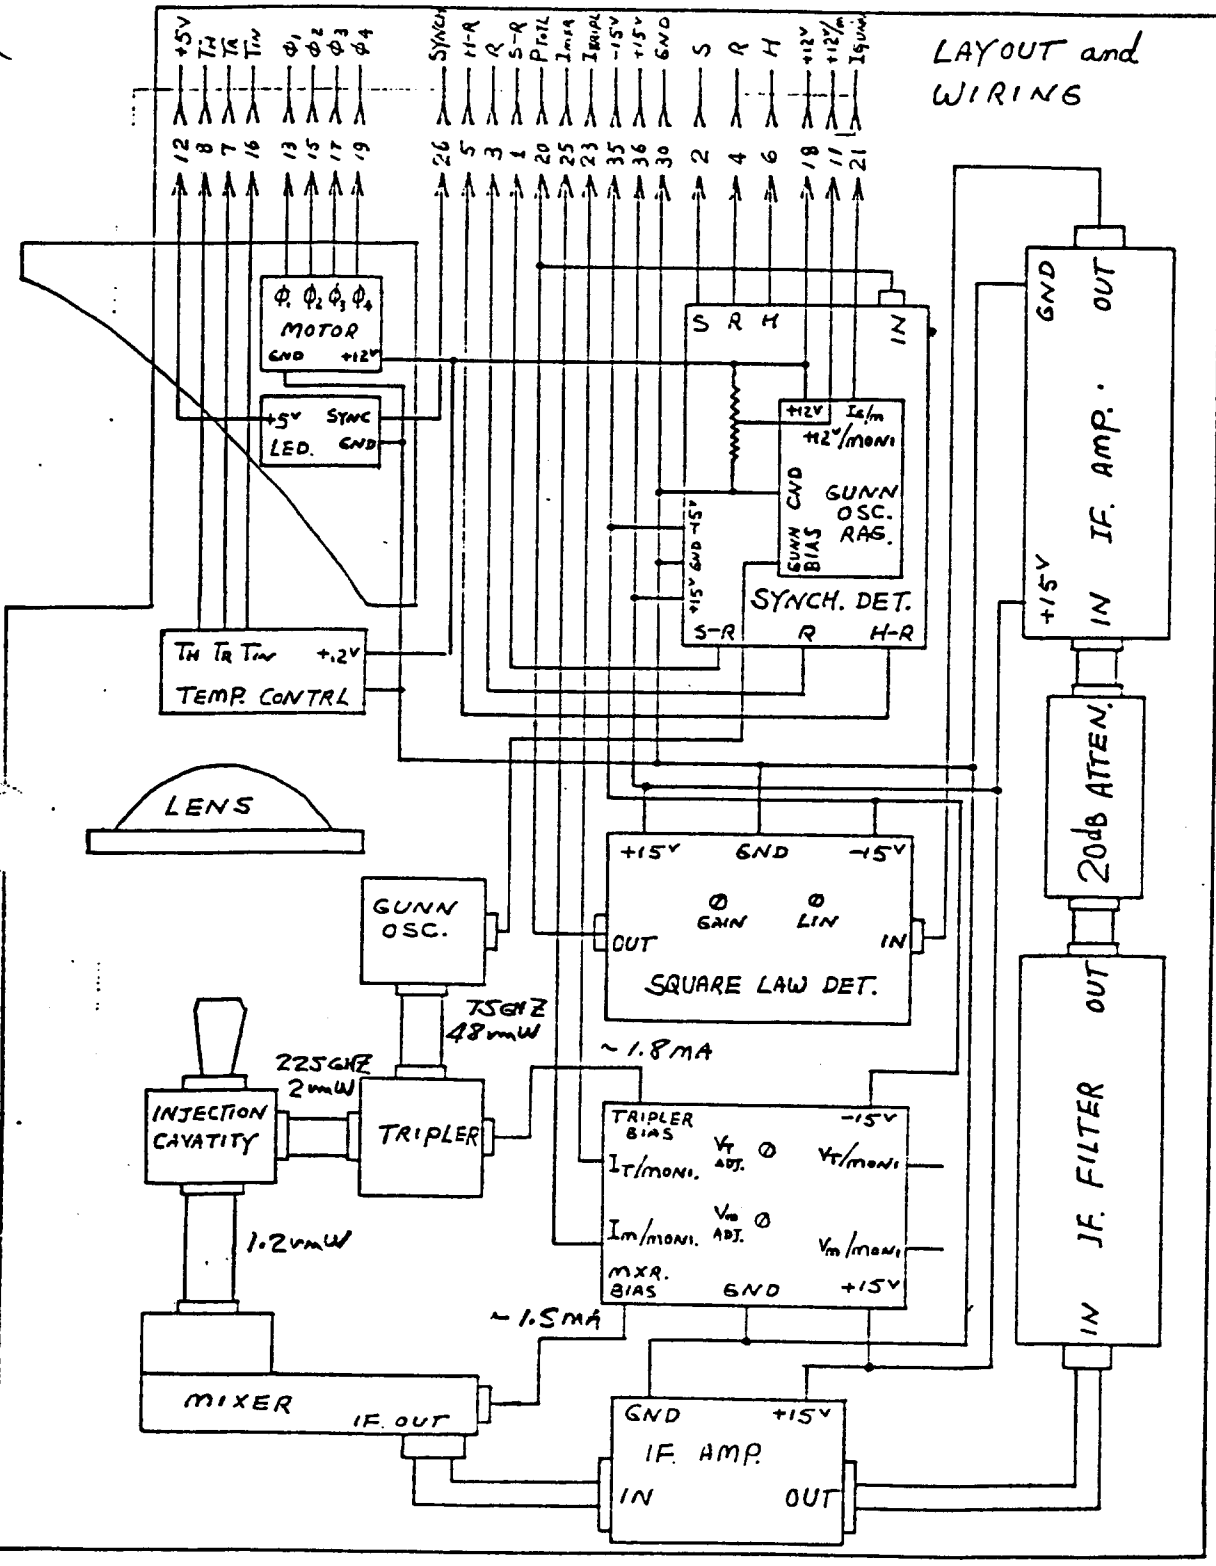 LAYOUT and
WIRING
+5V TH TR TIN Φ1 Φ2 Φ3 Φ4 SYNCH H-R R S-R PTOTL IMXR ITRIPL -15V +15V GND S R H +12V +12V/m IGUNN
12 8 7 16 13 15 17 19 26 5 3 1 20 25 23 35 36 30 2 4 6 18 11 21
Φ1 Φ2 Φ3 Φ4
MOTOR
GND +12V
+5V SYNC
LED. GND
S R H IN
+12V IG/m
+12V/MONI
GND
GUNN
OSC.
RAG.
GUNN
BIAS
-15V
GND
+15V
SYNCH. DET.
S-R R H-R
GND OUT
IF. AMP.
+15V IN
TH TR TIN +12V
TEMP. CONTRL
20dB ATTEN.
LENS
+15V GND -15V
GAIN LIN
OUT IN
SQUARE LAW DET.
GUNN
OSC.
75GHZ
48mW
OUT
IF. FILTER
IN
225GHZ
2mW
~1.8MA
INJECTION
CAVATITY
TRIPLER
TRIPLER
BIAS
-15V
VT
ADJ.
IT/MONI. VT/MONI
Vm
ADJ.
Im/MONI. Vm/MONI
MXR.
BIAS
GND +15V
1.2mW
~1.5MA
MIXER
IF. OUT
GND +15V
IF. AMP.
IN OUT